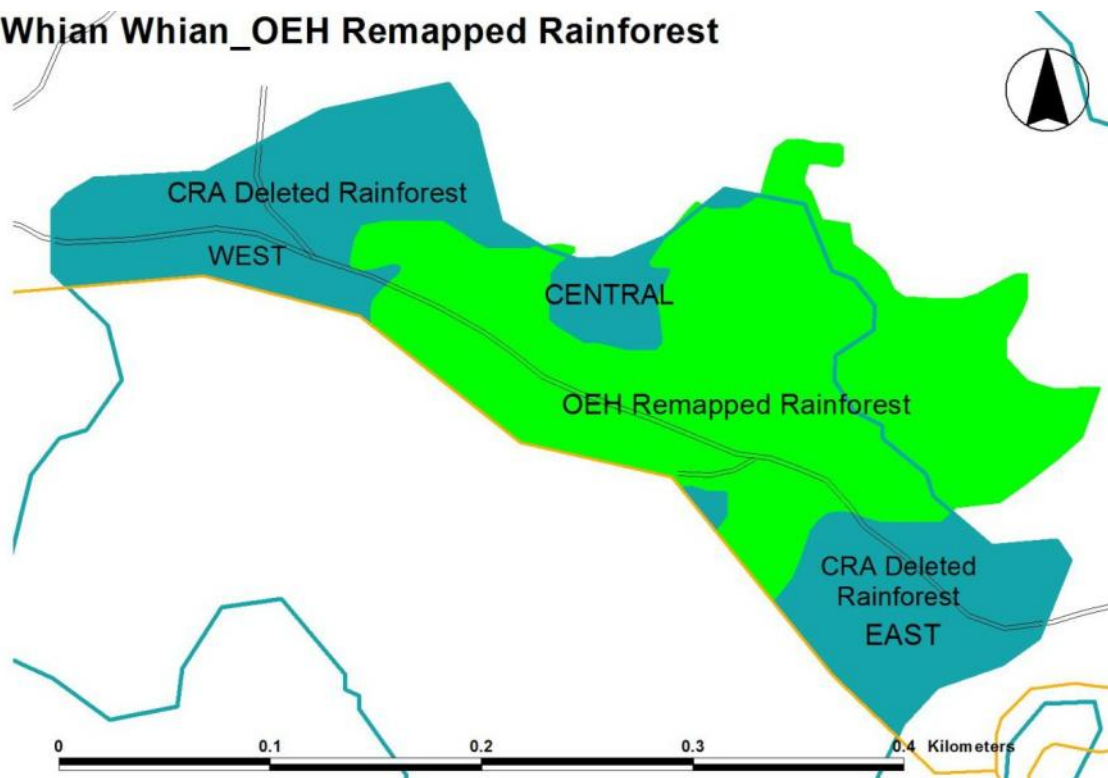 Whian Whian_OEH Remapped Rainforest
CRA Deleted Rainforest
WEST
CENTRAL
OEH Remapped Rainforest
CRA Deleted
Rainforest
EAST
0 0.1 0.2 0.3 0.4 Kilometers